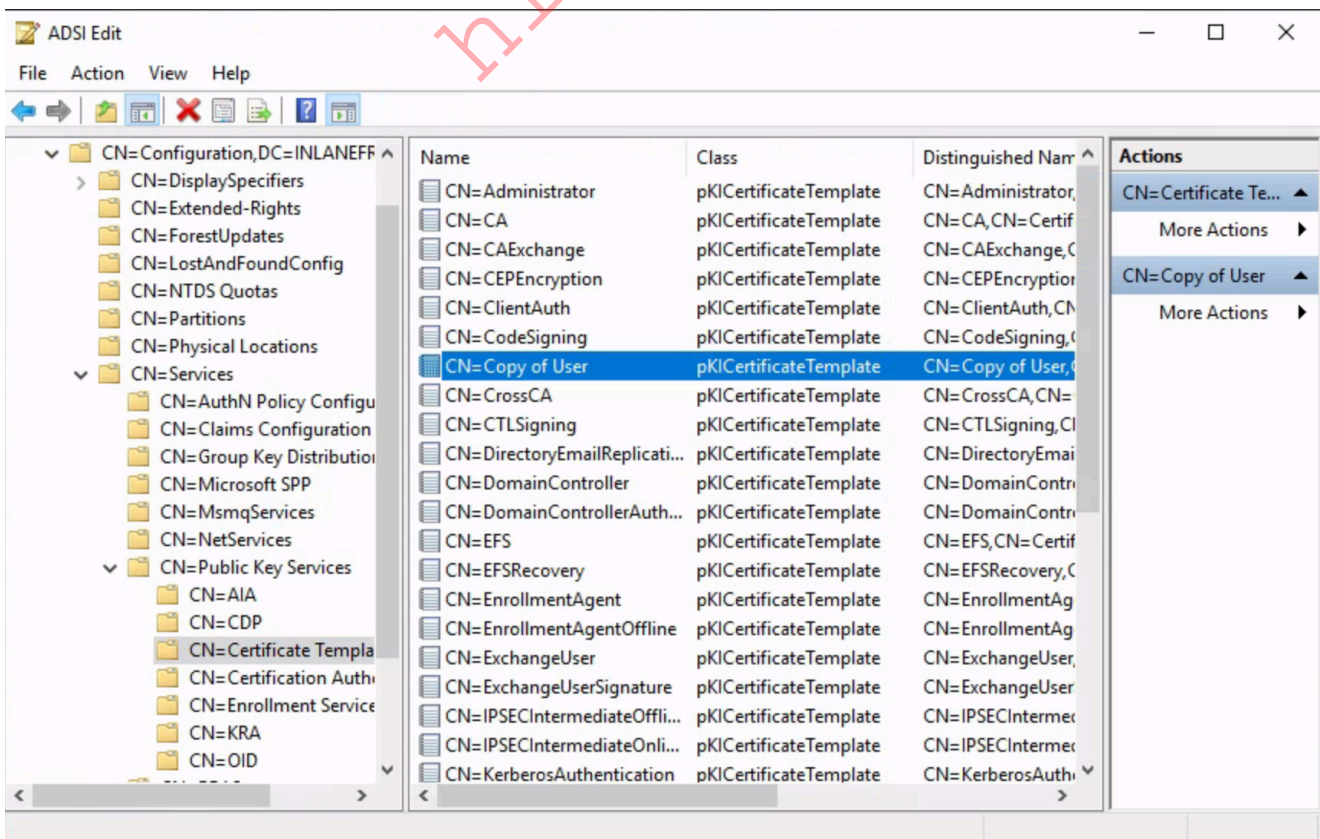 ADSI Edit
File Action View Help
CN=Configuration,DC=INLANEFR
CN=DisplaySpecifiers
CN=Extended-Rights
CN=ForestUpdates
CN=LostAndFoundConfig
CN=NTDS Quotas
CN=Partitions
CN=Physical Locations
CN=Services
CN=AuthN Policy Configu
CN=Claims Configuration
CN=Group Key Distribution
CN=Microsoft SPP
CN=MsmqServices
CN=NetServices
CN=Public Key Services
CN=AIA
CN=CDP
CN=Certificate Templa
CN=Certification Autho
CN=Enrollment Service
CN=KRA
CN=OID
Name Class Distinguished Nam
CN=Administrator pKICertificateTemplate CN=Administrator,
CN=CA pKICertificateTemplate CN=CA,CN=Certif
CN=CAExchange pKICertificateTemplate CN=CAExchange,C
CN=CEPEncryption pKICertificateTemplate CN=CEPEncryption
CN=ClientAuth pKICertificateTemplate CN=ClientAuth,CN
CN=CodeSigning pKICertificateTemplate CN=CodeSigning,
CN=Copy of User pKICertificateTemplate CN=Copy of User,
CN=CrossCA pKICertificateTemplate CN=CrossCA,CN=
CN=CTLSigning pKICertificateTemplate CN=CTLSigning,CI
CN=DirectoryEmailReplicati... pKICertificateTemplate CN=DirectoryEmai
CN=DomainController pKICertificateTemplate CN=DomainContr
CN=DomainControllerAuth... pKICertificateTemplate CN=DomainContr
CN=EFS pKICertificateTemplate CN=EFS,CN=Certif
CN=EFSRecovery pKICertificateTemplate CN=EFSRecovery,C
CN=EnrollmentAgent pKICertificateTemplate CN=EnrollmentAg
CN=EnrollmentAgentOffline pKICertificateTemplate CN=EnrollmentAg
CN=ExchangeUser pKICertificateTemplate CN=ExchangeUser,
CN=ExchangeUserSignature pKICertificateTemplate CN=ExchangeUser
CN=IPSECIntermediateOffli... pKICertificateTemplate CN=IPSECIntermed
CN=IPSECIntermediateOnli... pKICertificateTemplate CN=IPSECIntermed
CN=KerberosAuthentication pKICertificateTemplate CN=KerberosAuth
Actions
CN=Certificate Te...
More Actions
CN=Copy of User
More Actions